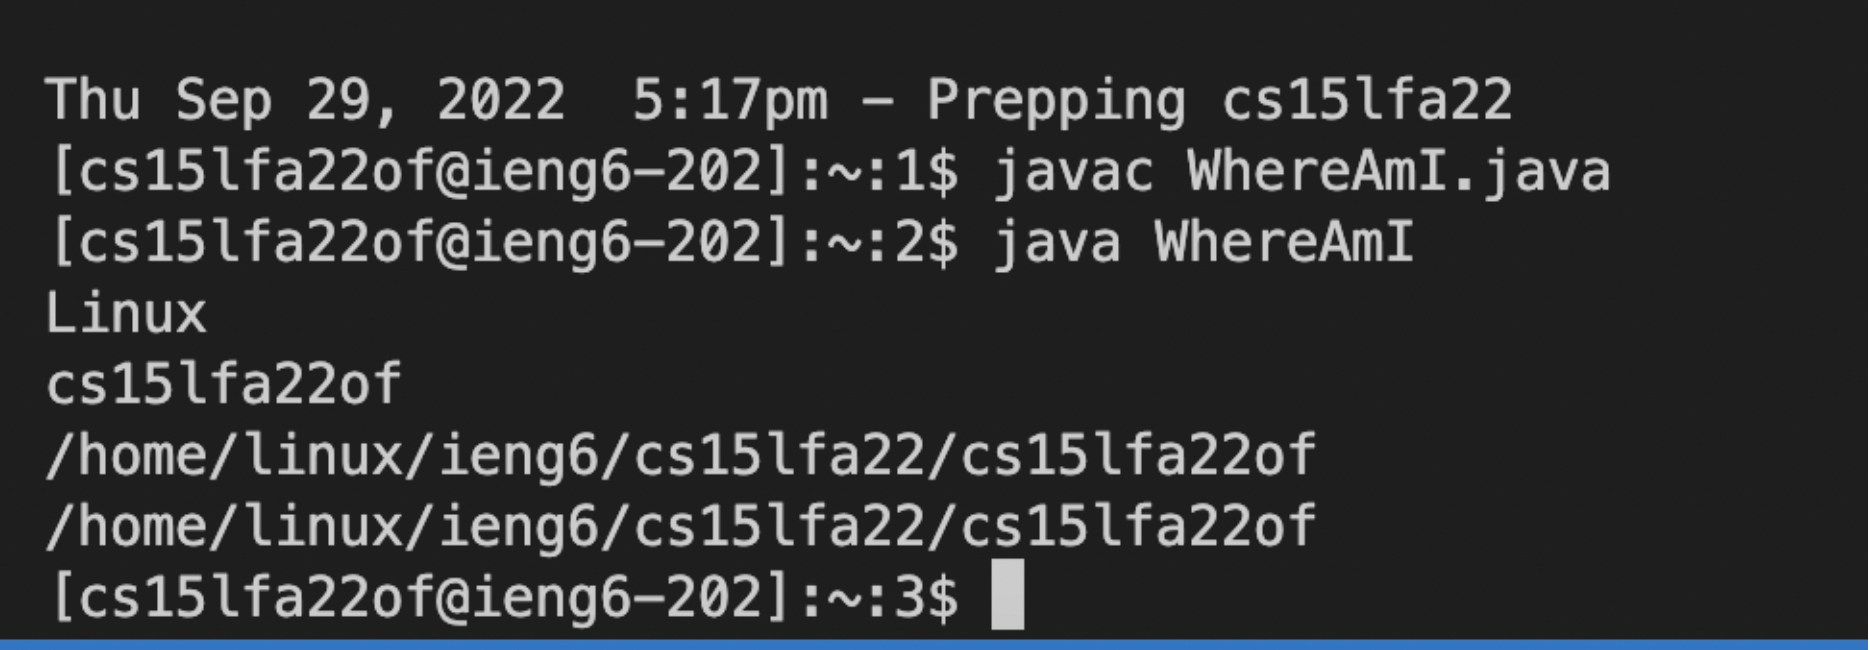 Thu Sep 29, 2022  5:17pm - Prepping cs15lfa22
[cs15lfa22of@ieng6-202]:~:1$ javac WhereAmI.java
[cs15lfa22of@ieng6-202]:~:2$ java WhereAmI
Linux
cs15lfa22of
/home/linux/ieng6/cs15lfa22/cs15lfa22of
/home/linux/ieng6/cs15lfa22/cs15lfa22of
[cs15lfa22of@ieng6-202]:~:3$